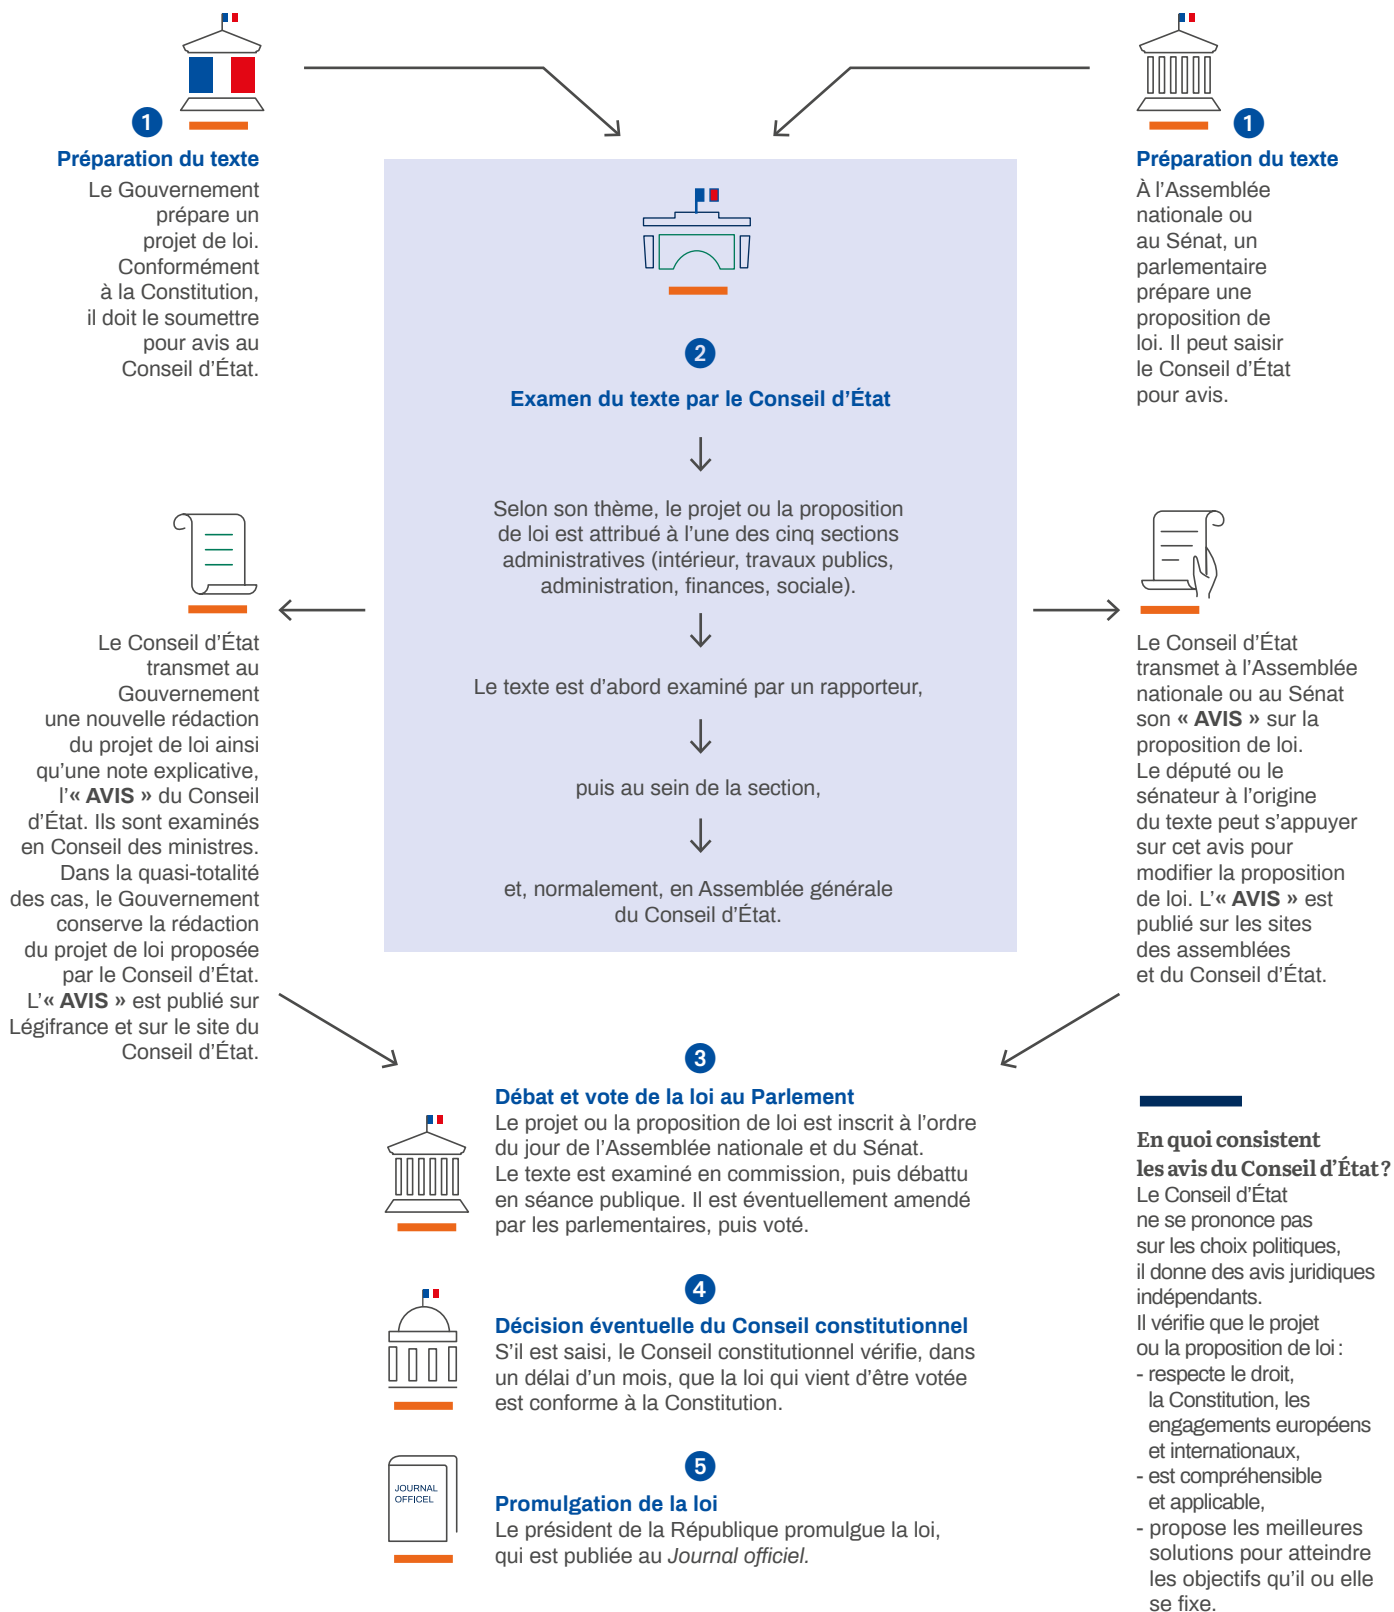 1
Préparation du texte
Le Gouvernement
prépare un
projet de loi.
Conformément
à la Constitution,
il doit le soumettre
pour avis au
Conseil d’État.
1
Préparation du texte
À l’Assemblée
nationale ou
au Sénat, un
parlementaire
prépare une
proposition de
loi. Il peut saisir
le Conseil d’État
pour avis.
2
Examen du texte par le Conseil d’État
Selon son thème, le projet ou la proposition
de loi est attribué à l’une des cinq sections
administratives (intérieur, travaux publics,
administration, finances, sociale).
Le texte est d’abord examiné par un rapporteur,
puis au sein de la section,
et, normalement, en Assemblée générale
du Conseil d’État.
Le Conseil d’État
transmet au
Gouvernement
une nouvelle rédaction
du projet de loi ainsi
qu’une note explicative,
l’« AVIS » du Conseil
d’État. Ils sont examinés
en Conseil des ministres.
Dans la quasi-totalité
des cas, le Gouvernement
conserve la rédaction
du projet de loi proposée
par le Conseil d’État.
L’« AVIS » est publié sur
Légifrance et sur le site du
Conseil d’État.
Le Conseil d’État
transmet à l’Assemblée
nationale ou au Sénat
son « AVIS » sur la
proposition de loi.
Le député ou le
sénateur à l’origine
du texte peut s’appuyer
sur cet avis pour
modifier la proposition
de loi. L’« AVIS » est
publié sur les sites
des assemblées
et du Conseil d’État.
3
Débat et vote de la loi au Parlement
Le projet ou la proposition de loi est inscrit à l’ordre
du jour de l’Assemblée nationale et du Sénat.
Le texte est examiné en commission, puis débattu
en séance publique. Il est éventuellement amendé
par les parlementaires, puis voté.
4
Décision éventuelle du Conseil constitutionnel
S’il est saisi, le Conseil constitutionnel vérifie, dans
un délai d’un mois, que la loi qui vient d’être votée
est conforme à la Constitution.
JOURNAL
OFFICEL
5
Promulgation de la loi
Le président de la République promulgue la loi,
qui est publiée au Journal officiel.
En quoi consistent
les avis du Conseil d’État ?
Le Conseil d’État
ne se prononce pas
sur les choix politiques,
il donne des avis juridiques
indépendants.
Il vérifie que le projet
ou la proposition de loi :
- respecte le droit,
la Constitution, les
engagements européens
et internationaux,
- est compréhensible
et applicable,
- propose les meilleures
solutions pour atteindre
les objectifs qu’il ou elle
se fixe.